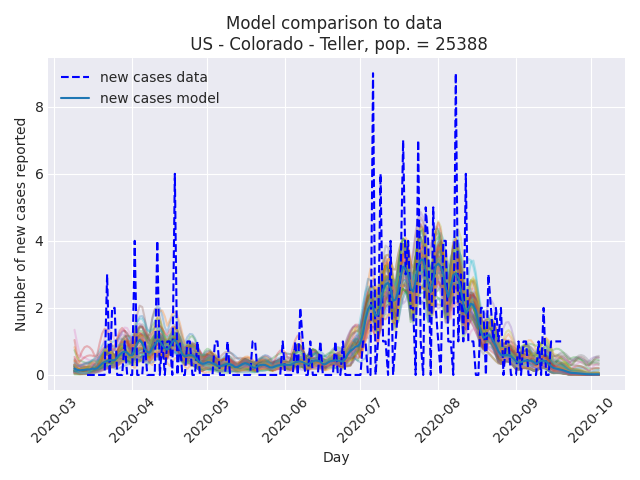 Model comparison to data
US - Colorado - Teller, pop. = 25388
new cases data
new cases model
Number of new cases reported
8
6
4
2
0
2020-03
2020-04
2020-05
2020-06
2020-07
2020-08
2020-09
2020-10
Day